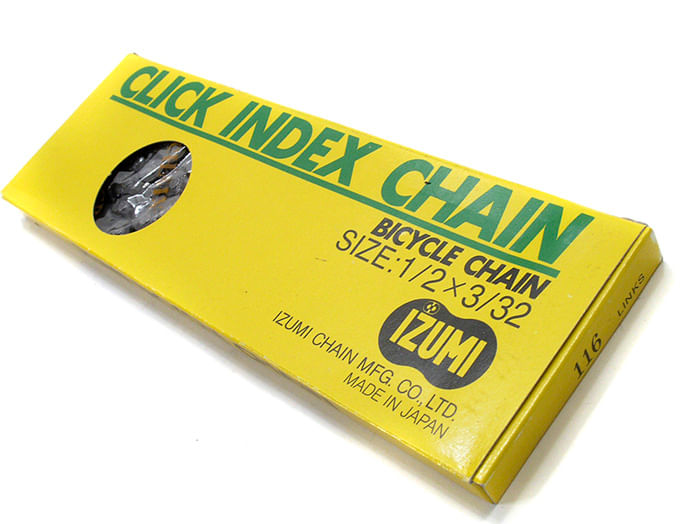 CLICK INDEX CHAIN
BICYCLE CHAIN
SIZE:1/2×3/32
IZUMI
IZUMI CHAIN MFG. CO., LTD.
MADE IN JAPAN
116 LINKS